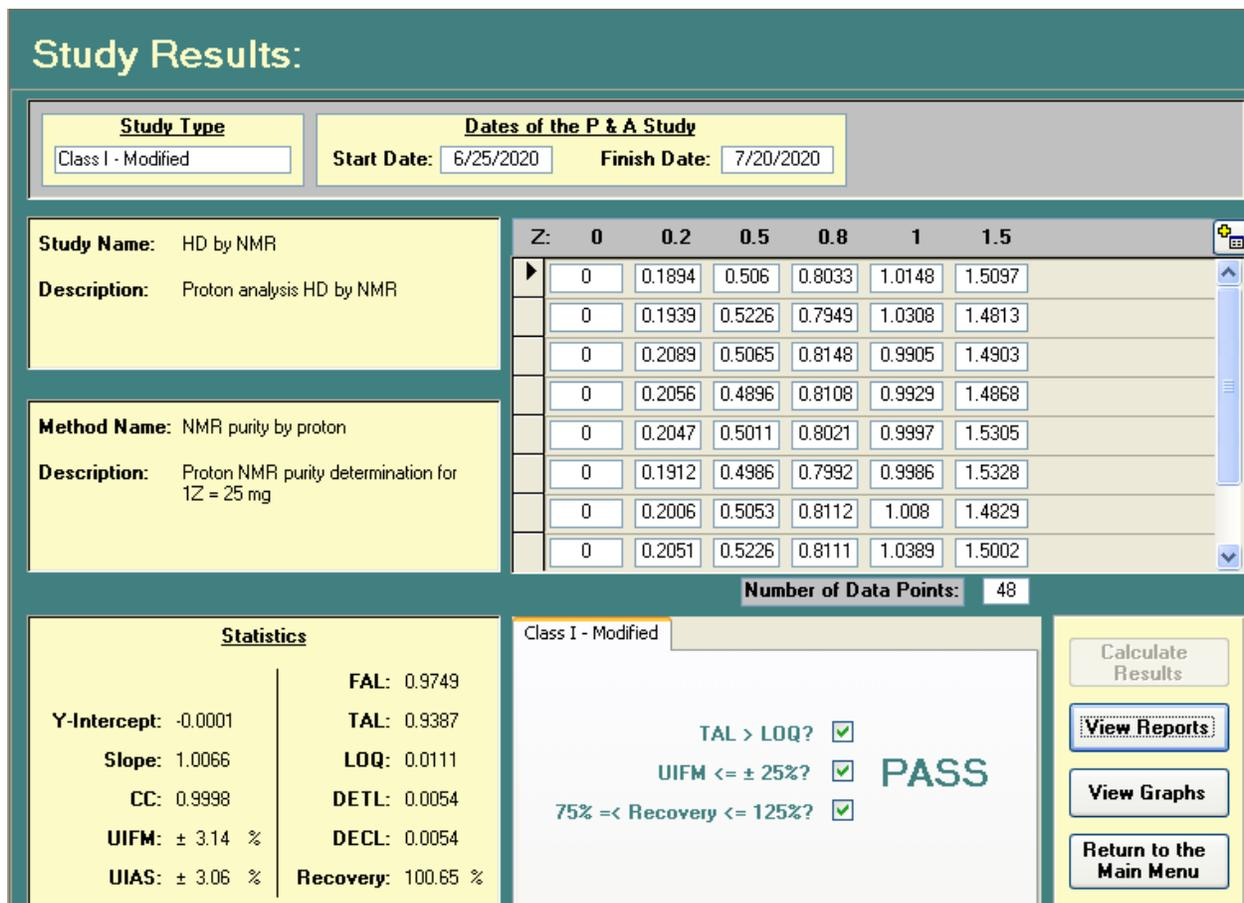 Study Results:
Study Type
Class I - Modified
Dates of the P & A Study
Start Date: 6/25/2020 Finish Date: 7/20/2020
Study Name: HD by NMR
Description: Proton analysis HD by NMR
Method Name: NMR purity by proton
Description: Proton NMR purity determination for
1Z = 25 mg
Z: 0 0.2 0.5 0.8 1 1.5
0 0.1894 0.506 0.8033 1.0148 1.5097
0 0.1939 0.5226 0.7949 1.0308 1.4813
0 0.2089 0.5065 0.8148 0.9905 1.4903
0 0.2056 0.4896 0.8108 0.9929 1.4868
0 0.2047 0.5011 0.8021 0.9997 1.5305
0 0.1912 0.4986 0.7992 0.9986 1.5328
0 0.2006 0.5053 0.8112 1.008 1.4829
0 0.2051 0.5226 0.8111 1.0389 1.5002
Number of Data Points: 48
Statistics
FAL: 0.9749
Y-Intercept: -0.0001 TAL: 0.9387
Slope: 1.0066 LOQ: 0.0111
CC: 0.9998 DETL: 0.0054
UIFM: ± 3.14 % DECL: 0.0054
UIAS: ± 3.06 % Recovery: 100.65 %
Class I - Modified
TAL > LOQ?
UIFM <= ± 25%?
75% =< Recovery <= 125%?
PASS
Calculate
Results
View Reports
View Graphs
Return to the
Main Menu